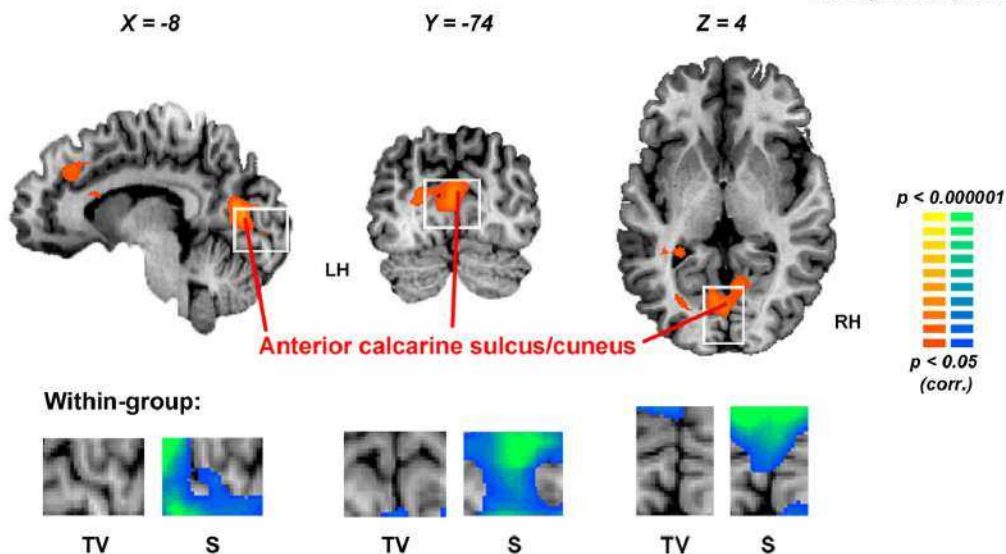 X = -8 Y = -74 Z = 4
p < 0.000001
LH
RH
Anterior calcarine sulcus/cuneus
p < 0.05
(corr.)
Within-group:
TV S TV S TV S